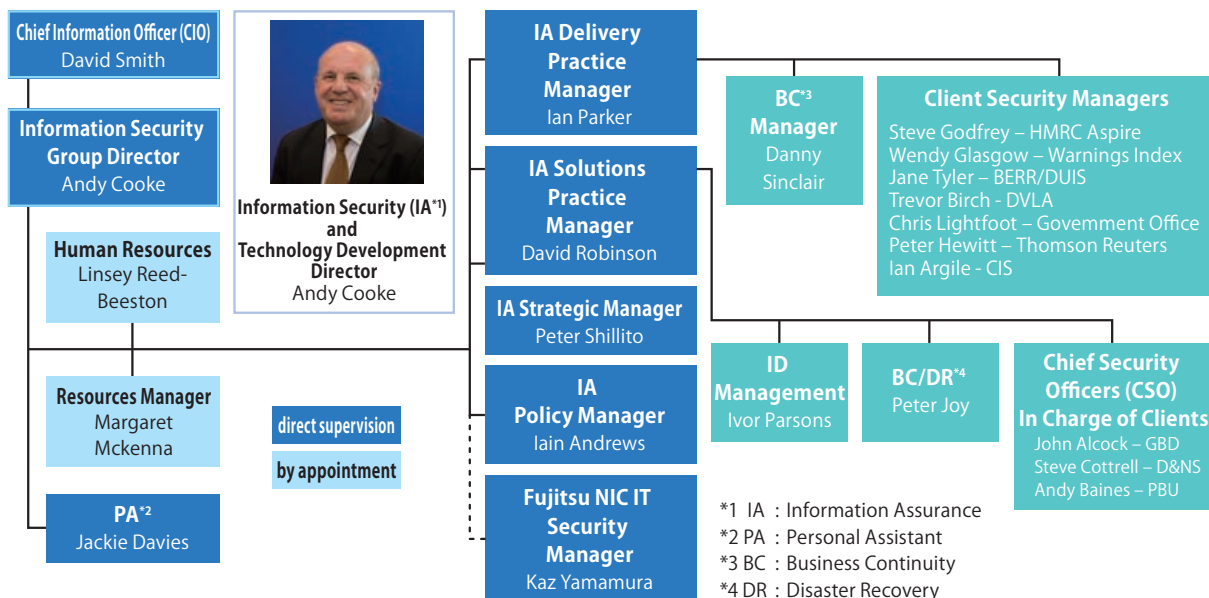 Chief Information Officer (CIO)
David Smith
Information Security
Group Director
Andy Cooke
Human Resources
Linsey Reed-
Beeston
Resources Manager
Margaret
Mckenna
PA*2
Jackie Davies
Information Security (IA*1)
and
Technology Development
Director
Andy Cooke
direct supervision
by appointment
IA Delivery
Practice
Manager
Ian Parker
IA Solutions
Practice
Manager
David Robinson
IA Strategic Manager
Peter Shillito
IA
Policy Manager
Iain Andrews
Fujitsu NIC IT
Security
Manager
Kaz Yamamura
BC*3
Manager
Danny
Sinclair
Client Security Managers
Steve Godfrey – HMRC Aspire
Wendy Glasgow – Warnings Index
Jane Tyler – BERR/DUIS
Trevor Birch - DVLA
Chris Lightfoot – Govemment Office
Peter Hewitt – Thomson Reuters
Ian Argile - CIS
ID
Management
Ivor Parsons
BC/DR*4
Peter Joy
Chief Security
Officers (CSO)
In Charge of Clients
John Alcock – GBD
Steve Cottrell – D&NS
Andy Baines – PBU
*1 IA : Information Assurance
*2 PA : Personal Assistant
*3 BC : Business Continuity
*4 DR : Disaster Recovery